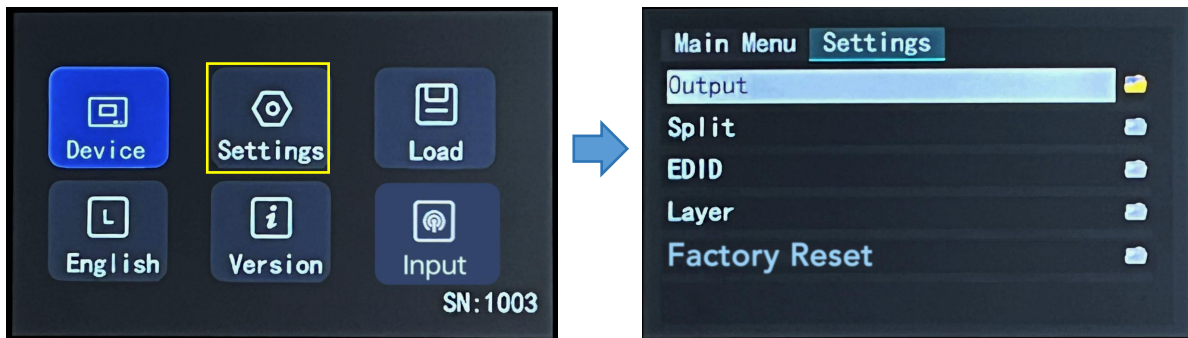 Device
Settings
Load
English
Version
Input
SN:1003
Main Menu
Settings
Output
Split
EDID
Layer
Factory Reset